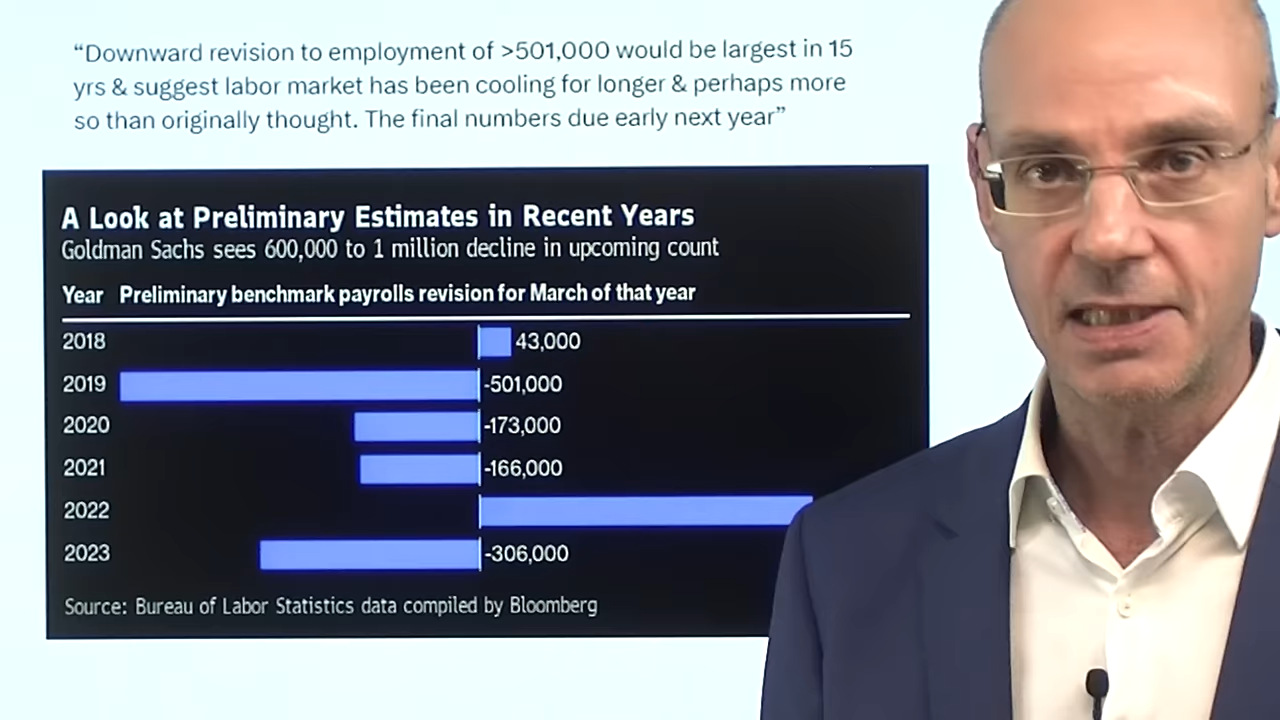 “Downward revision to employment of >501,000 would be largest in 15
yrs & suggest labor market has been cooling for longer & perhaps more
so than originally thought. The final numbers due early next year”
A Look at Preliminary Estimates in Recent Years
Goldman Sachs sees 600,000 to 1 million decline in upcoming count
Year Preliminary benchmark payrolls revision for March of that year
2018 43,000
2019 -501,000
2020 -173,000
2021 -166,000
2022
2023 -306,000
Source: Bureau of Labor Statistics data compiled by Bloomberg